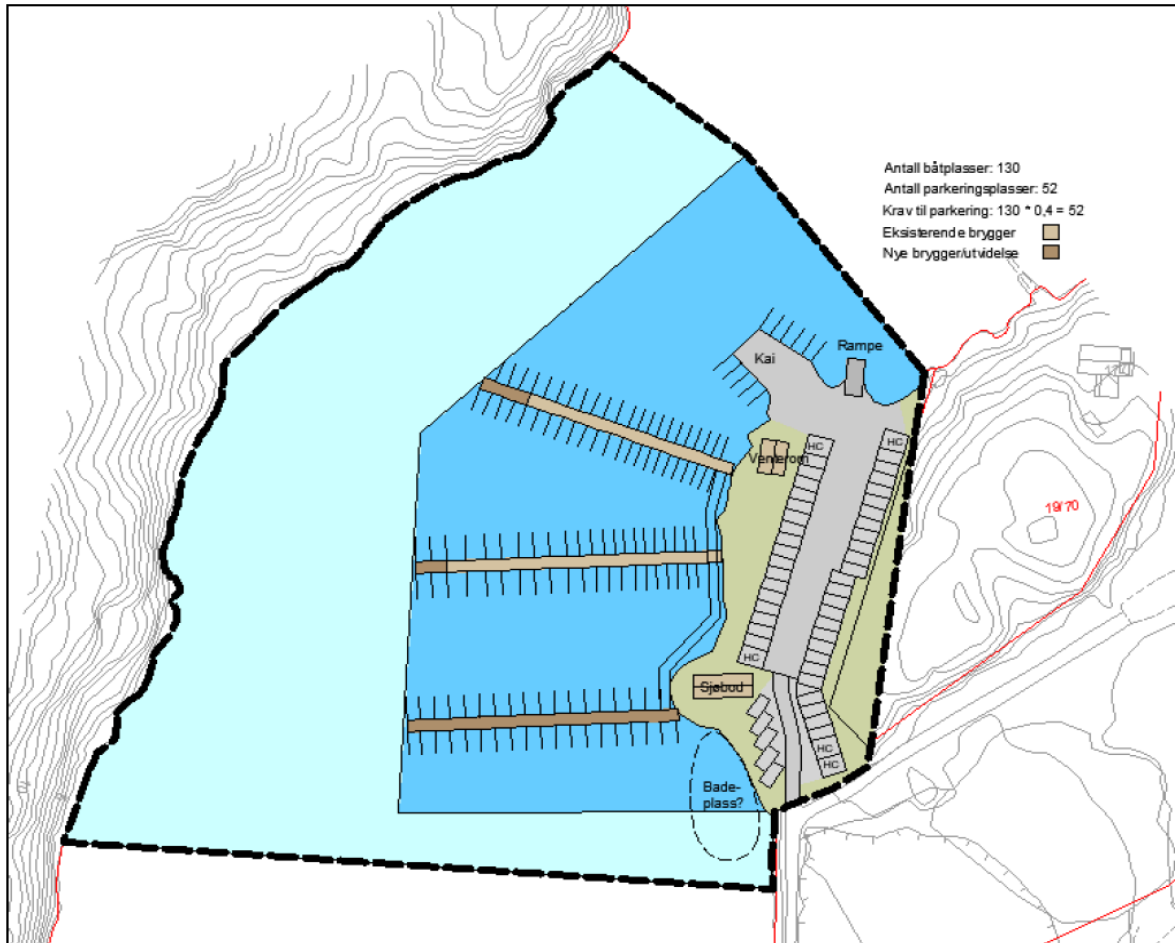 Antall båtplasser: 130
Antall parkeringsplasser: 52
Krav til parkering: 130 * 0,4 = 52
Eksisterende brygger
Nye brygger/utvidelse
Rampe
Kai
HC
HC
Venterom
19/70
HC
Sjøbod
HC
HC
Bade-
plass?